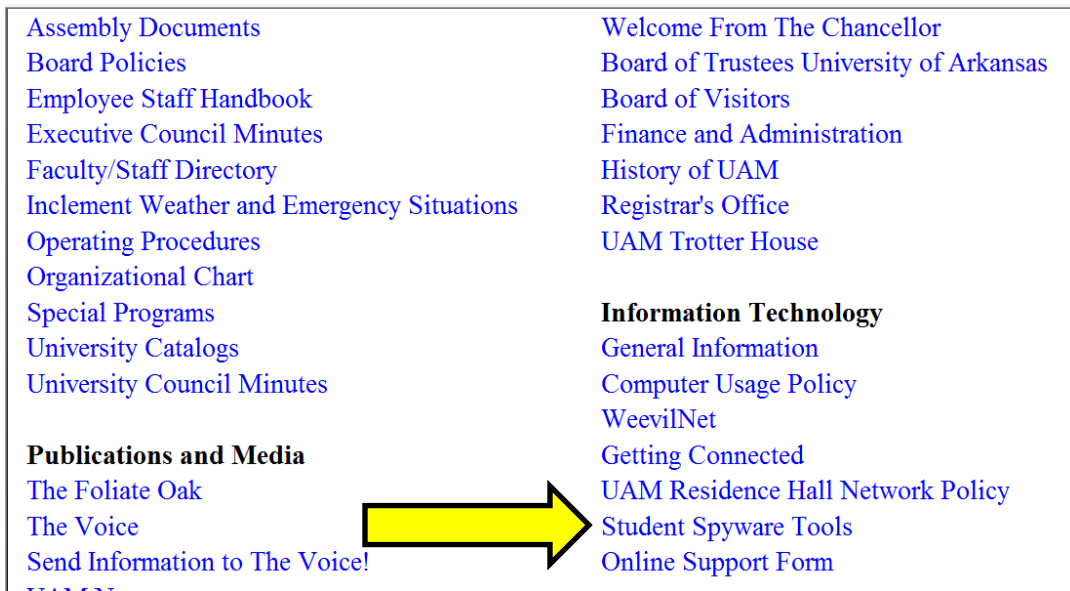 Assembly Documents
Board Policies
Employee Staff Handbook
Executive Council Minutes
Faculty/Staff Directory
Inclement Weather and Emergency Situations
Operating Procedures
Organizational Chart
Special Programs
University Catalogs
University Council Minutes
Publications and Media
The Foliate Oak
The Voice
Send Information to The Voice!
Welcome From The Chancellor
Board of Trustees University of Arkansas
Board of Visitors
Finance and Administration
History of UAM
Registrar's Office
UAM Trotter House
Information Technology
General Information
Computer Usage Policy
WeevilNet
Getting Connected
UAM Residence Hall Network Policy
Student Spyware Tools
Online Support Form